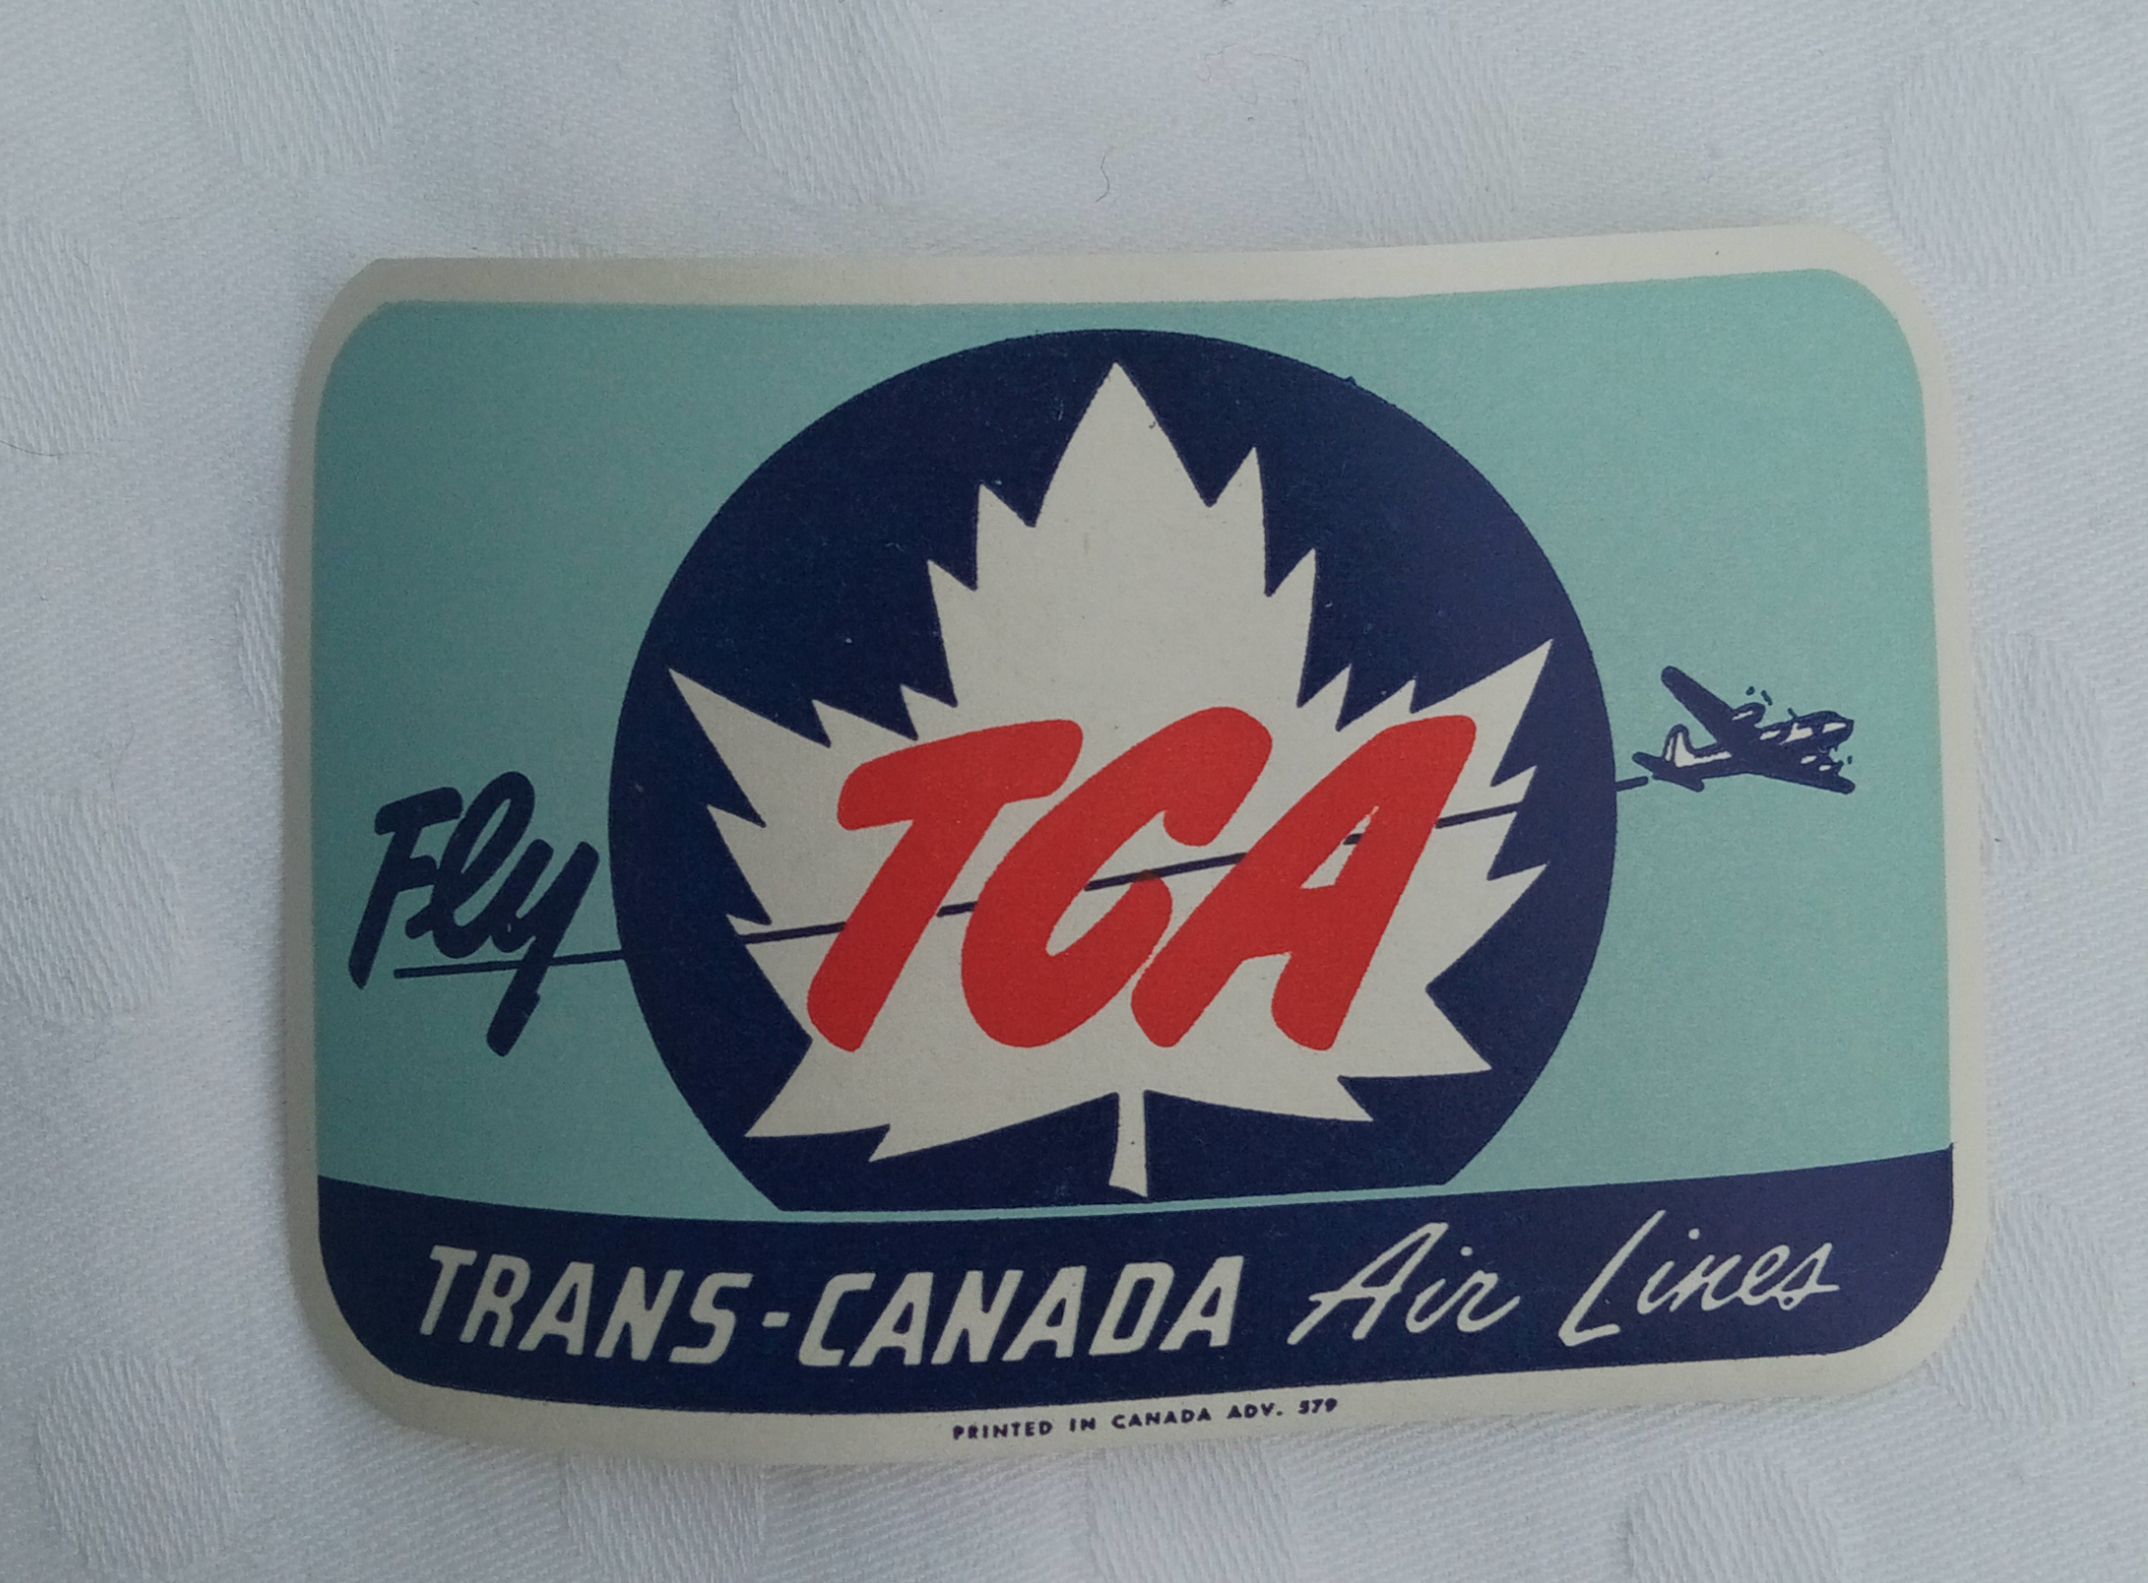 Fly
TCA
TRANS-CANADA Air Lines
PRINTED IN CANADA ADV. 579